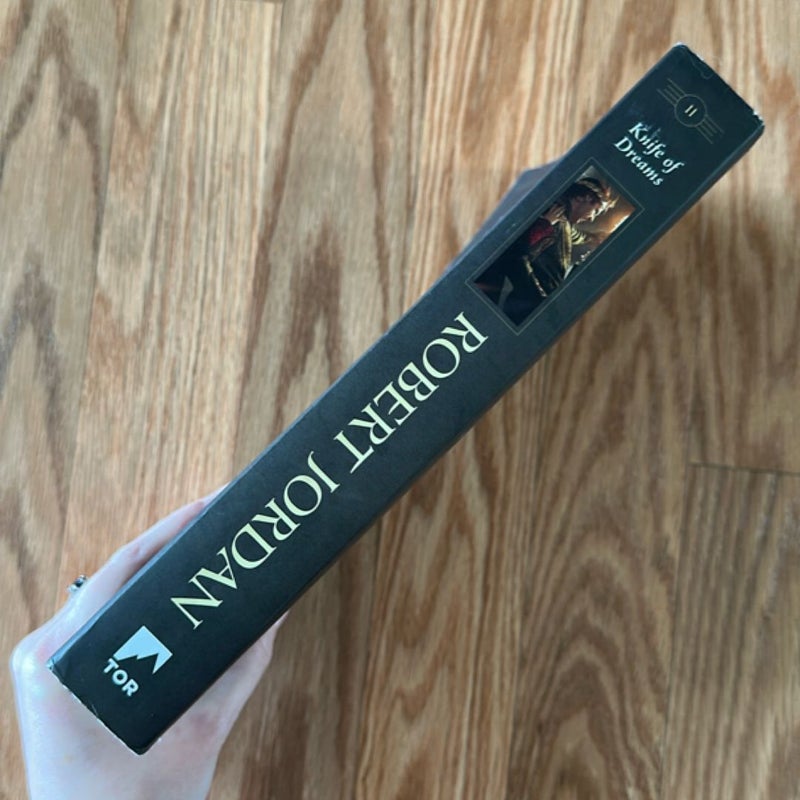 11
Knife of
Dreams
ROBERT JORDAN
TOR